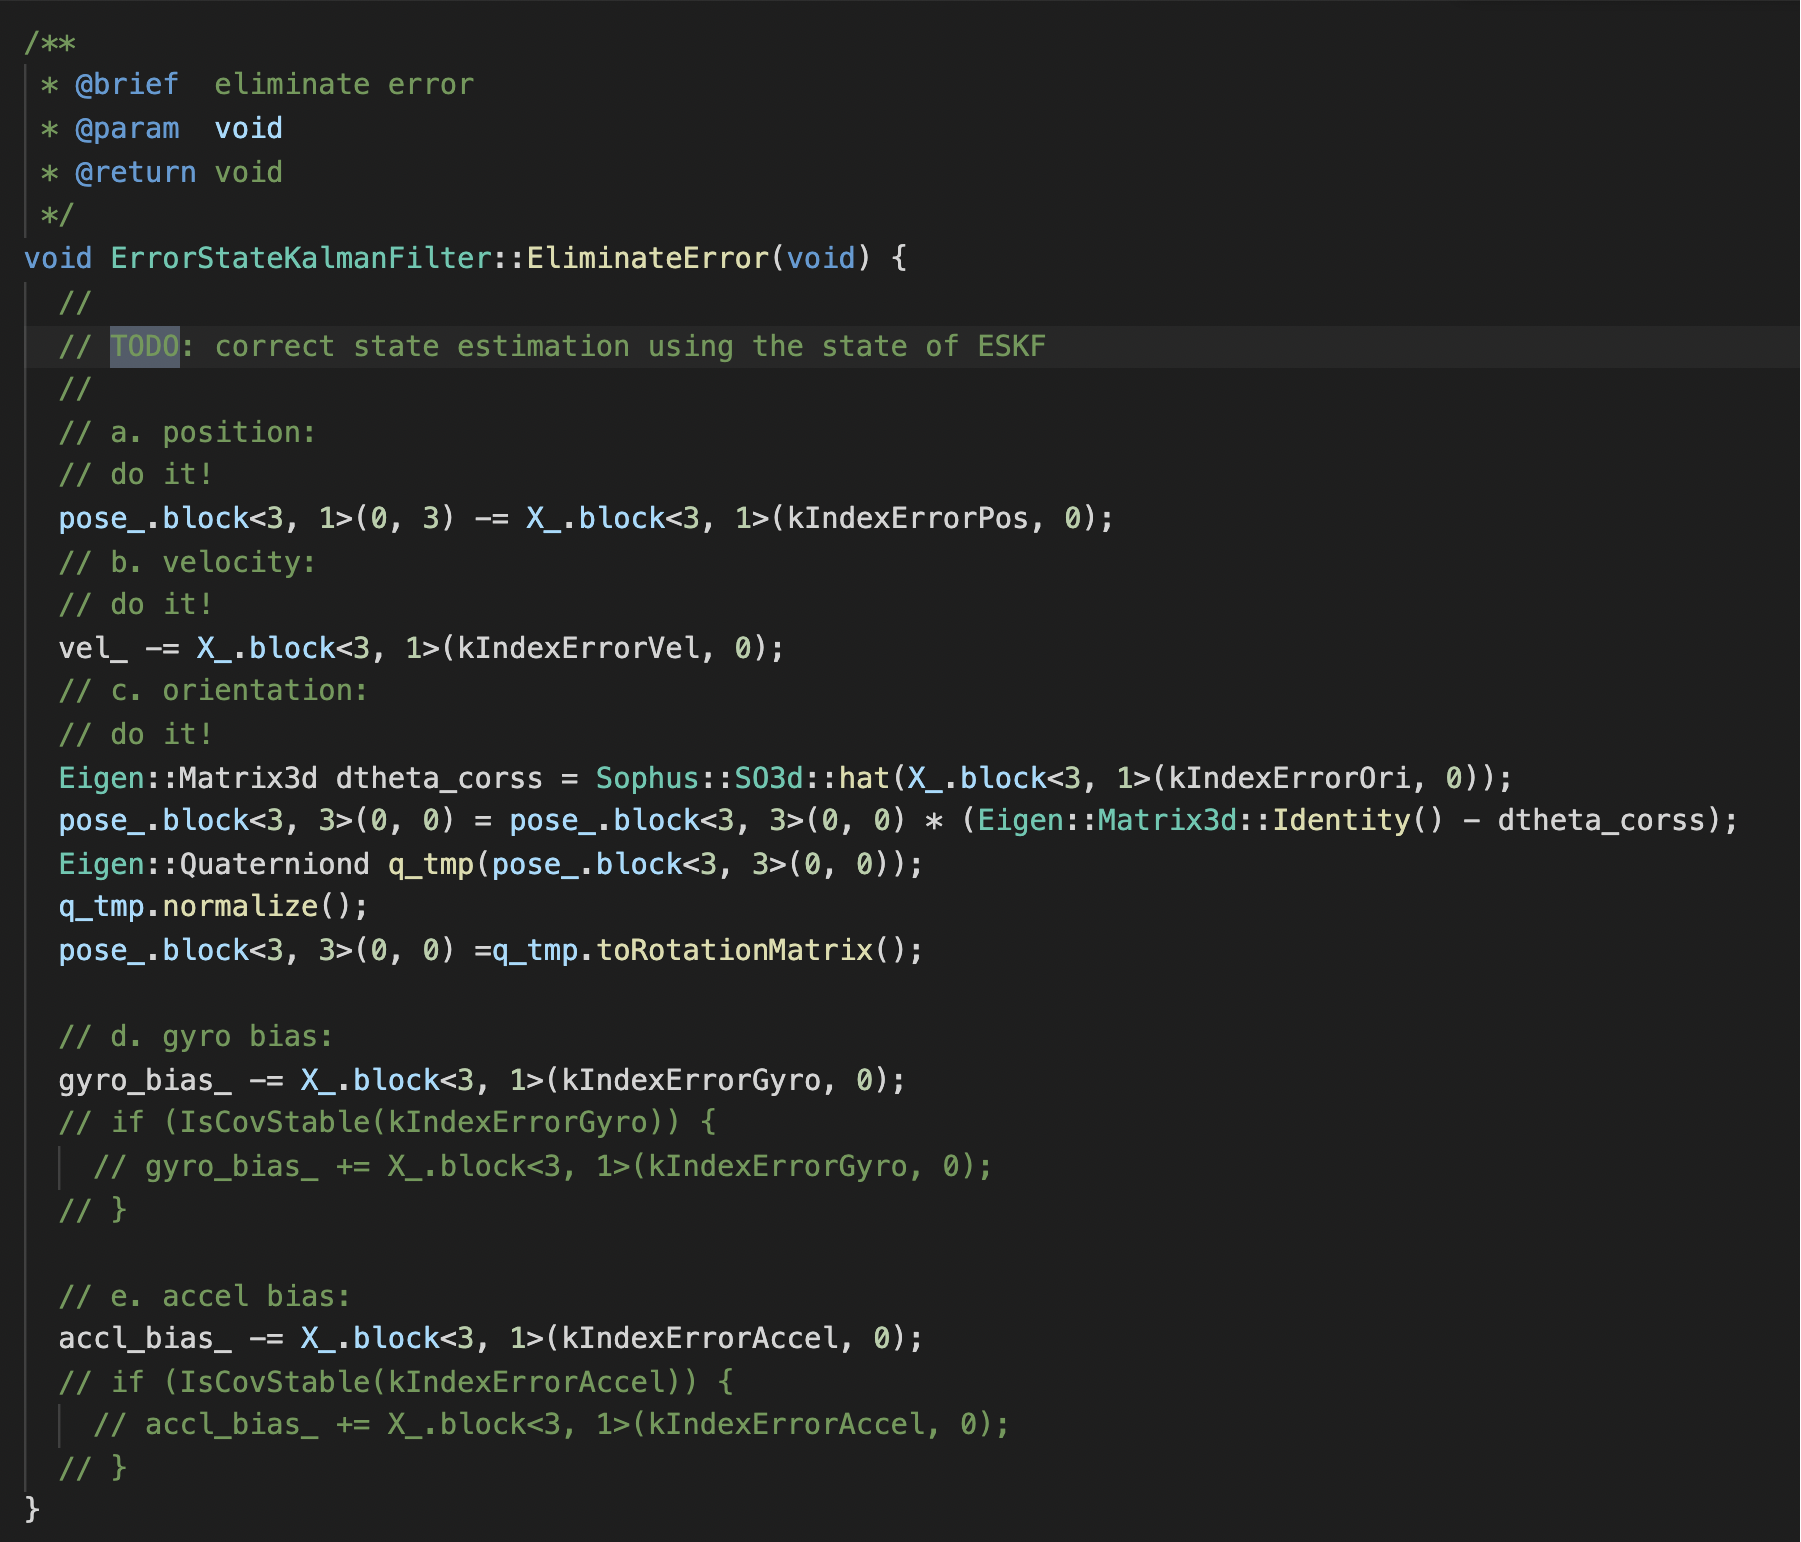 /**
 * @brief  eliminate error
 * @param  void
 * @return void
 */
void ErrorStateKalmanFilter::EliminateError(void) {
  //
  // TODO: correct state estimation using the state of ESKF
  //
  // a. position:
  // do it!
  pose_.block<3, 1>(0, 3) -= X_.block<3, 1>(kIndexErrorPos, 0);
  // b. velocity:
  // do it!
  vel_ -= X_.block<3, 1>(kIndexErrorVel, 0);
  // c. orientation:
  // do it!
  Eigen::Matrix3d dtheta_corss = Sophus::SO3d::hat(X_.block<3, 1>(kIndexErrorOri, 0));
  pose_.block<3, 3>(0, 0) = pose_.block<3, 3>(0, 0) * (Eigen::Matrix3d::Identity() - dtheta_corss);
  Eigen::Quaterniond q_tmp(pose_.block<3, 3>(0, 0));
  q_tmp.normalize();
  pose_.block<3, 3>(0, 0) =q_tmp.toRotationMatrix();

  // d. gyro bias:
  gyro_bias_ -= X_.block<3, 1>(kIndexErrorGyro, 0);
  // if (IsCovStable(kIndexErrorGyro)) {
    // gyro_bias_ += X_.block<3, 1>(kIndexErrorGyro, 0);
  // }

  // e. accel bias:
  accl_bias_ -= X_.block<3, 1>(kIndexErrorAccel, 0);
  // if (IsCovStable(kIndexErrorAccel)) {
    // accl_bias_ += X_.block<3, 1>(kIndexErrorAccel, 0);
  // }
}